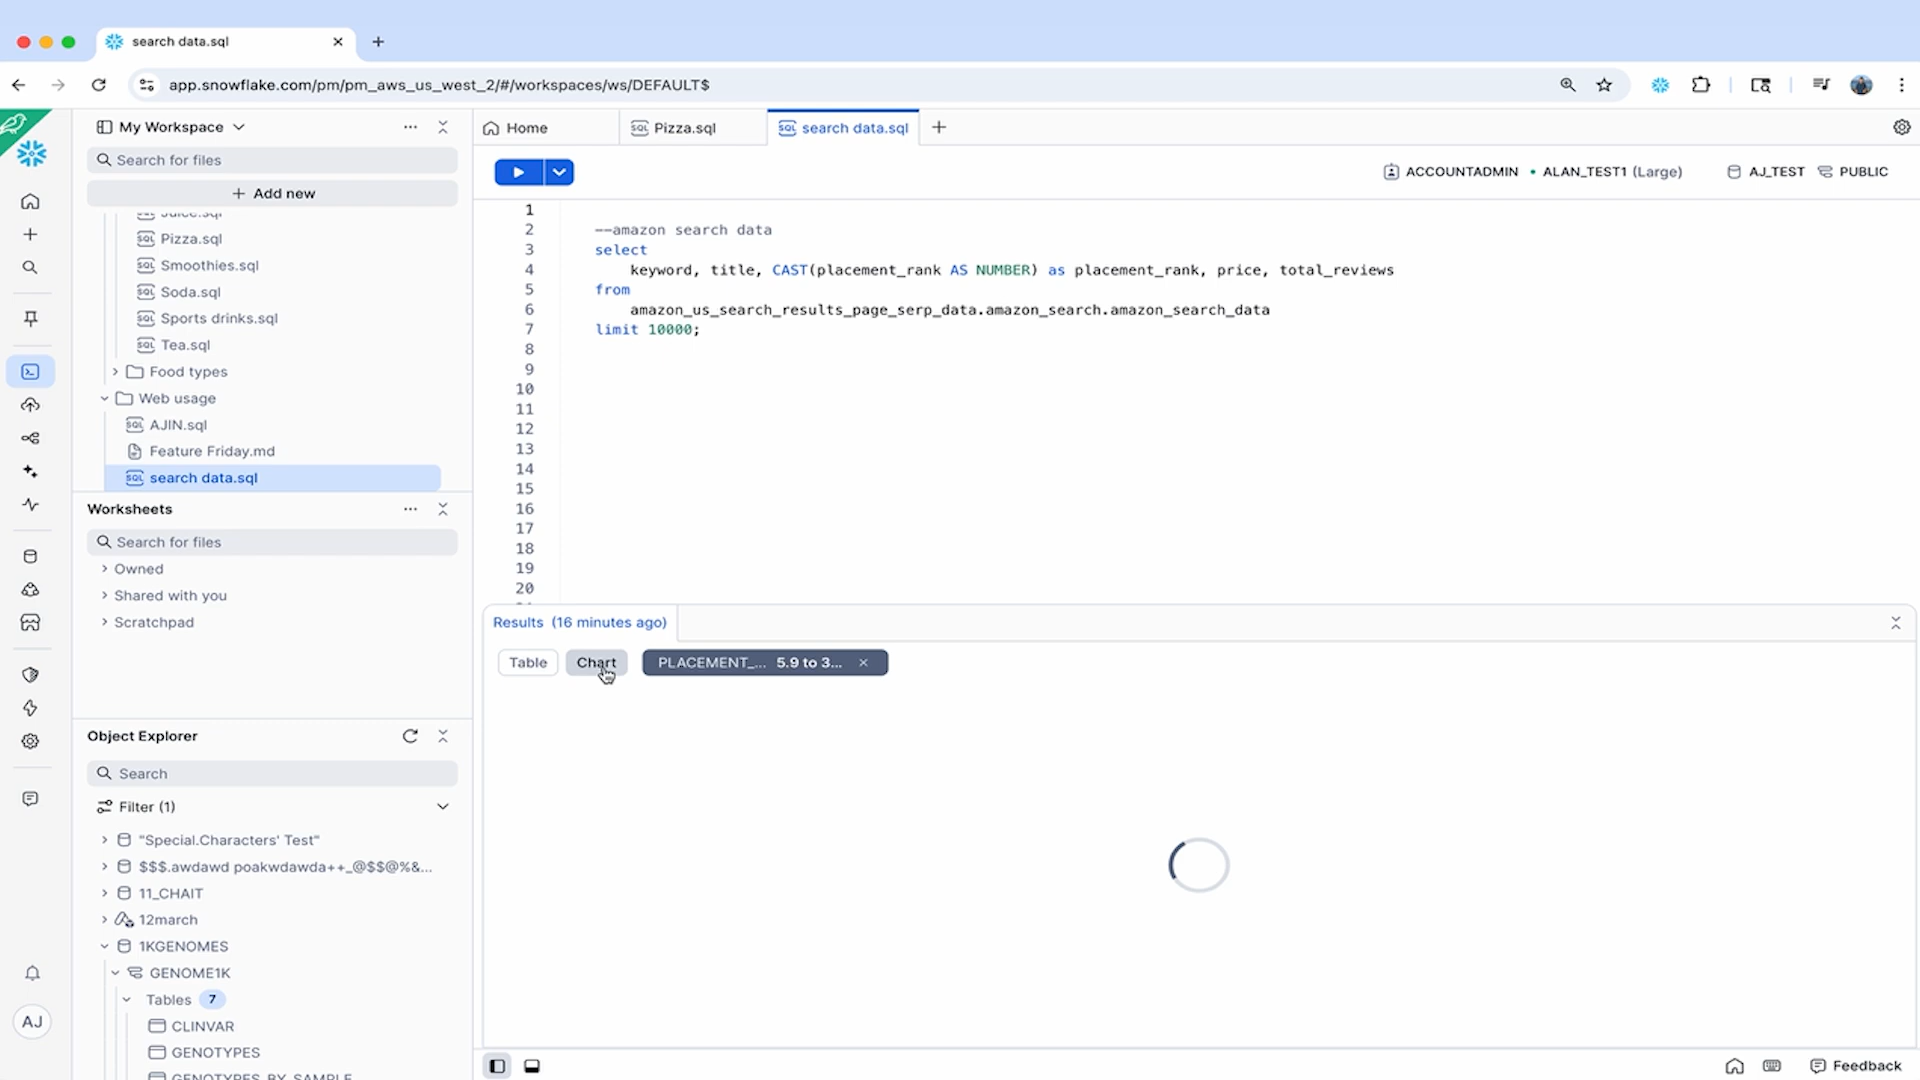 search data.sql
app.snowflake.com/pm/pm_aws_us_west_2/#/workspaces/ws/DEFAULT$
My Workspace
Search for files
Add new
Juice.sql
Pizza.sql
Smoothies.sql
Soda.sql
Sports drinks.sql
Tea.sql
Food types
Web usage
AJIN.sql
Feature Friday.md
search data.sql
Worksheets
Search for files
Owned
Shared with you
Scratchpad
Object Explorer
Search
Filter (1)
"Special.Characters' Test"
$$$.awdawd poakwdawda++_@$$@%&...
11_CHAIT
12march
1KGENOMES
GENOME1K
Tables 7
CLINVAR
GENOTYPES
GENOTYPES_BY_SAMPLE
AJ
Home
Pizza.sql
search data.sql
ACCOUNTADMIN • ALAN_TEST1 (Large) AJ_TEST PUBLIC
1
2 --amazon search data
3 select
4 keyword, title, CAST(placement_rank AS NUMBER) as placement_rank, price, total_reviews
5 from
6 amazon_us_search_results_page_serp_data.amazon_search.amazon_search_data
7 limit 10000;
8
9
10
11
12
13
14
15
16
17
18
19
20
Results (16 minutes ago)
Table Chart PLACEMENT_... 5.9 to 3...
Feedback